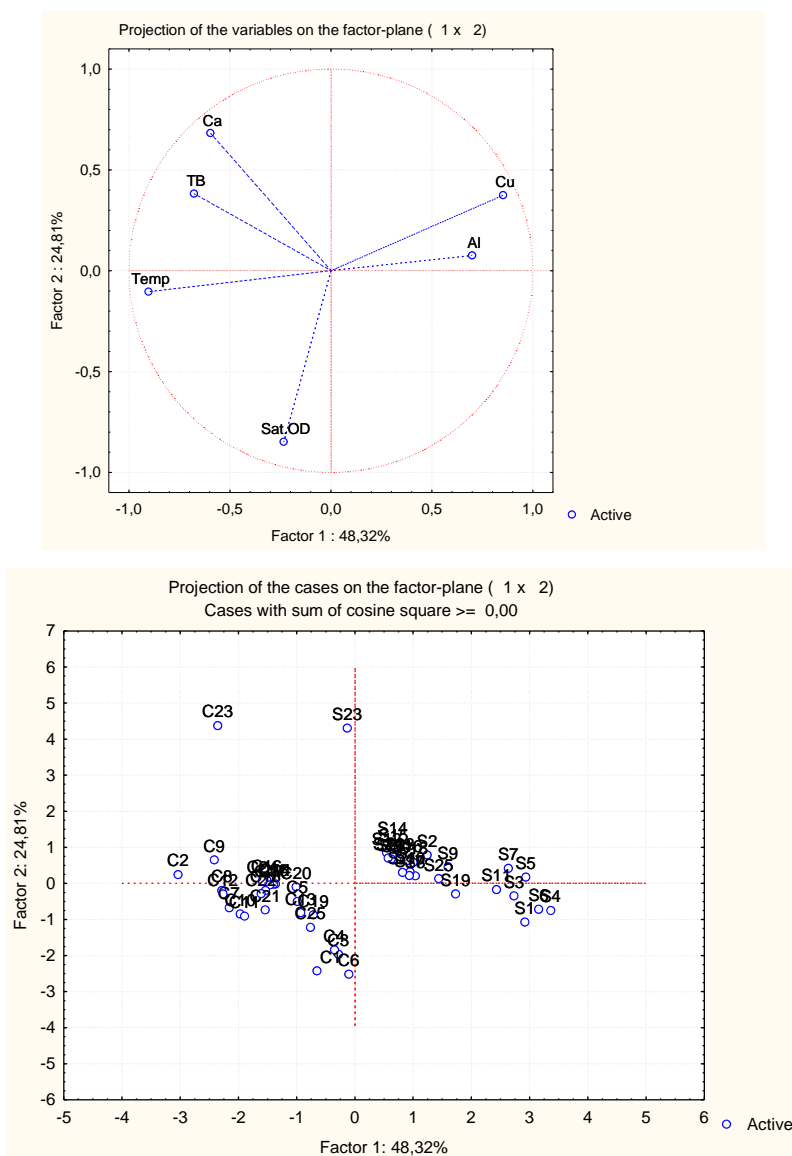 Projection of the variables on the factor-plane ( 1 x 2)
1,0
0,5
0,0
-0,5
-1,0
Factor 2 : 24,81%
Ca
TB
Temp
Cu
Al
Sat.OD
-1,0 -0,5 0,0 0,5 1,0
Factor 1 : 48,32%
Active
Projection of the cases on the factor-plane ( 1 x 2)
Cases with sum of cosine square >= 0,00
7
6
5
4
3
2
1
0
-1
-2
-3
-4
-5
-6
Factor 2: 24,81%
C23
S23
C2
C9
C20
C21
C19
C25
C4
C3
C1
C6
S14
S2
S9
S25
S19
S7
S5
S11
S3
S6
S4
S1
-5 -4 -3 -2 -1 0 1 2 3 4 5 6
Factor 1: 48,32%
Active